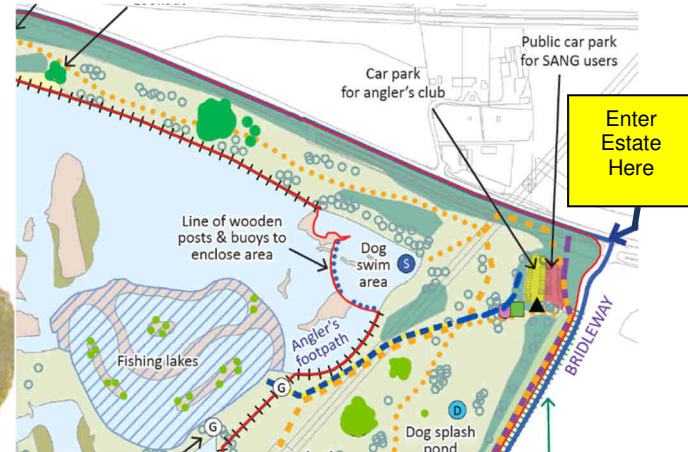 Public car park
for SANG users
Car park
for angler's club
Enter
Estate
Here
Line of wooden
posts & buoys to
enclose area
Dog
swim
area
S
Angler's
footpath
Fishing lakes
BRIDLEWAY
G
G
D
Dog splash
pond